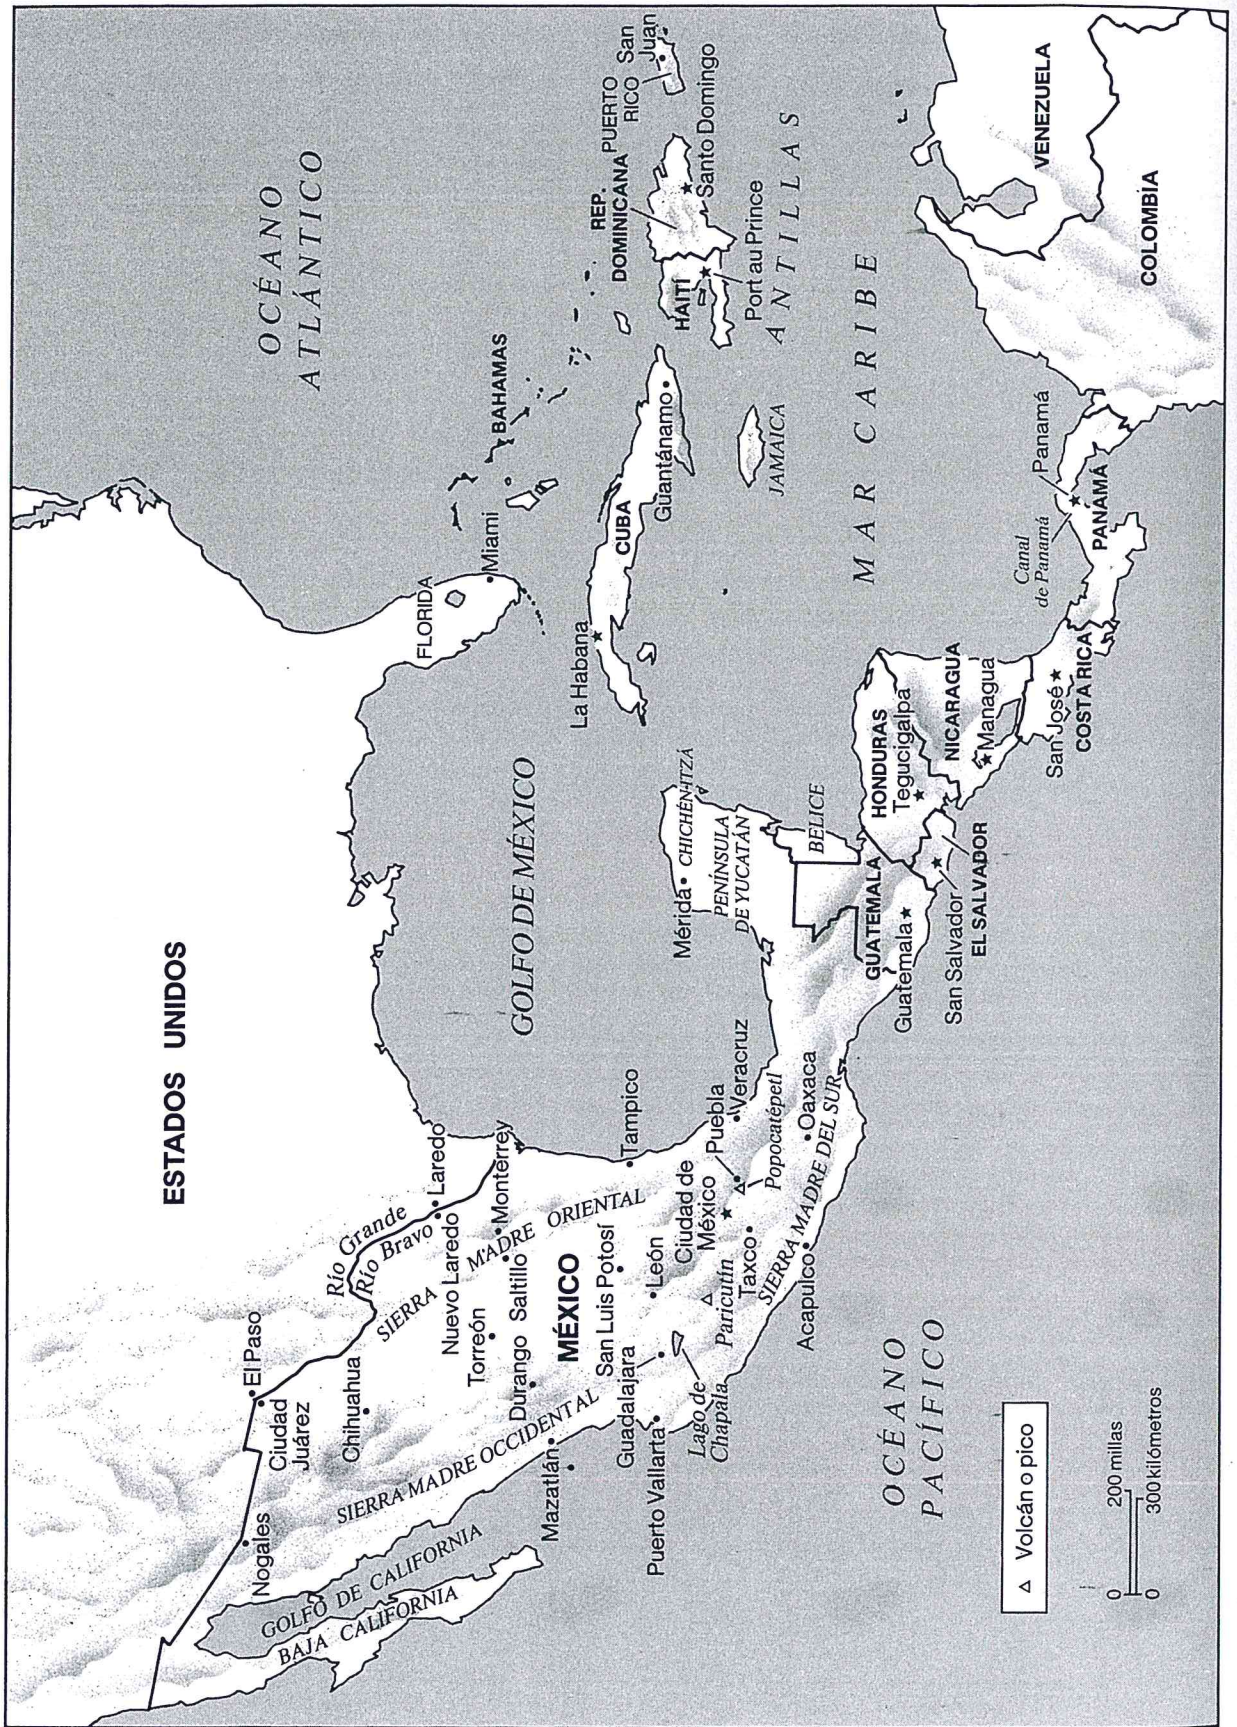 ESTADOS UNIDOS
OCÉANO
ATLÁNTICO
Nogales
El Paso
Ciudad
Juárez
Chihuahua
Río Grande
Río Bravo
Laredo
Nuevo Laredo
Monterrey
Saltillo
Torreón
Durango
SIERRA MADRE ORIENTAL
SIERRA MADRE OCCIDENTAL
GOLFO DE CALIFORNIA
BAJA CALIFORNIA
MÉXICO
Mazatlán
San Luis Potosí
Tampico
León
Guadalajara
Puerto Vallarta
Lago de
Chapala
Ciudad de
México
Paricutín
Taxco
Puebla
Veracruz
Popocatépetl
Oaxaca
Acapulco
SIERRA MADRE DEL SUR
GOLFO DE MÉXICO
FLORIDA
Miami
BAHAMAS
La Habana
CUBA
Guantánamo
JAMAICA
HAITÍ
Port au Prince
REP.
DOMINICANA
Santo Domingo
PUERTO
RICO
San
Juan
ANTILLAS
MAR CARIBE
Mérida
CHICHÉN-ITZÁ
PENÍNSULA
DE YUCATÁN
BELICE
GUATEMALA
Guatemala
HONDURAS
Tegucigalpa
San Salvador
EL SALVADOR
NICARAGUA
Managua
San José
COSTA RICA
Canal
de Panamá
Panamá
PANAMÁ
VENEZUELA
COLOMBÍA
OCÉANO
PACÍFICO
Volcán o pico
0 200 millas
0 300 kilómetros